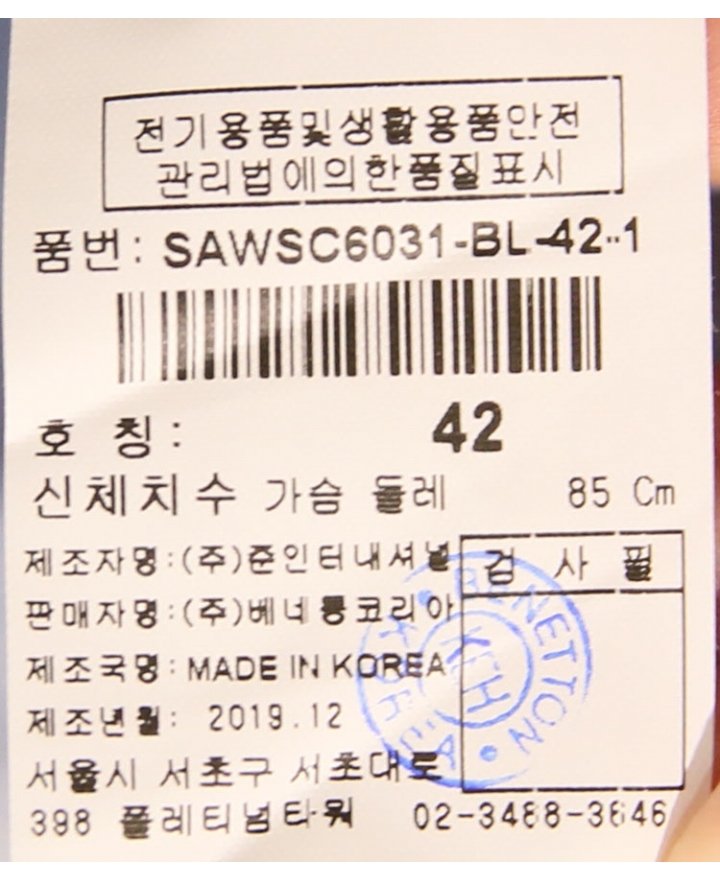 전기용품및생활용품안전
관리법에의한품질표시
품번: SAWSC6031-BL-42-1
호 칭: 42
신체치수 가슴 둘레 85 Cm
제조자명:(주)준인터내셔널
검 사 필
판매자명:(주)베네통코리아
제조국명:MADE IN KOREA
제조년월: 2019.12
서울시 서초구 서초대로
398 플레티넘타워 02-3488-3646
BENETTON KOREA